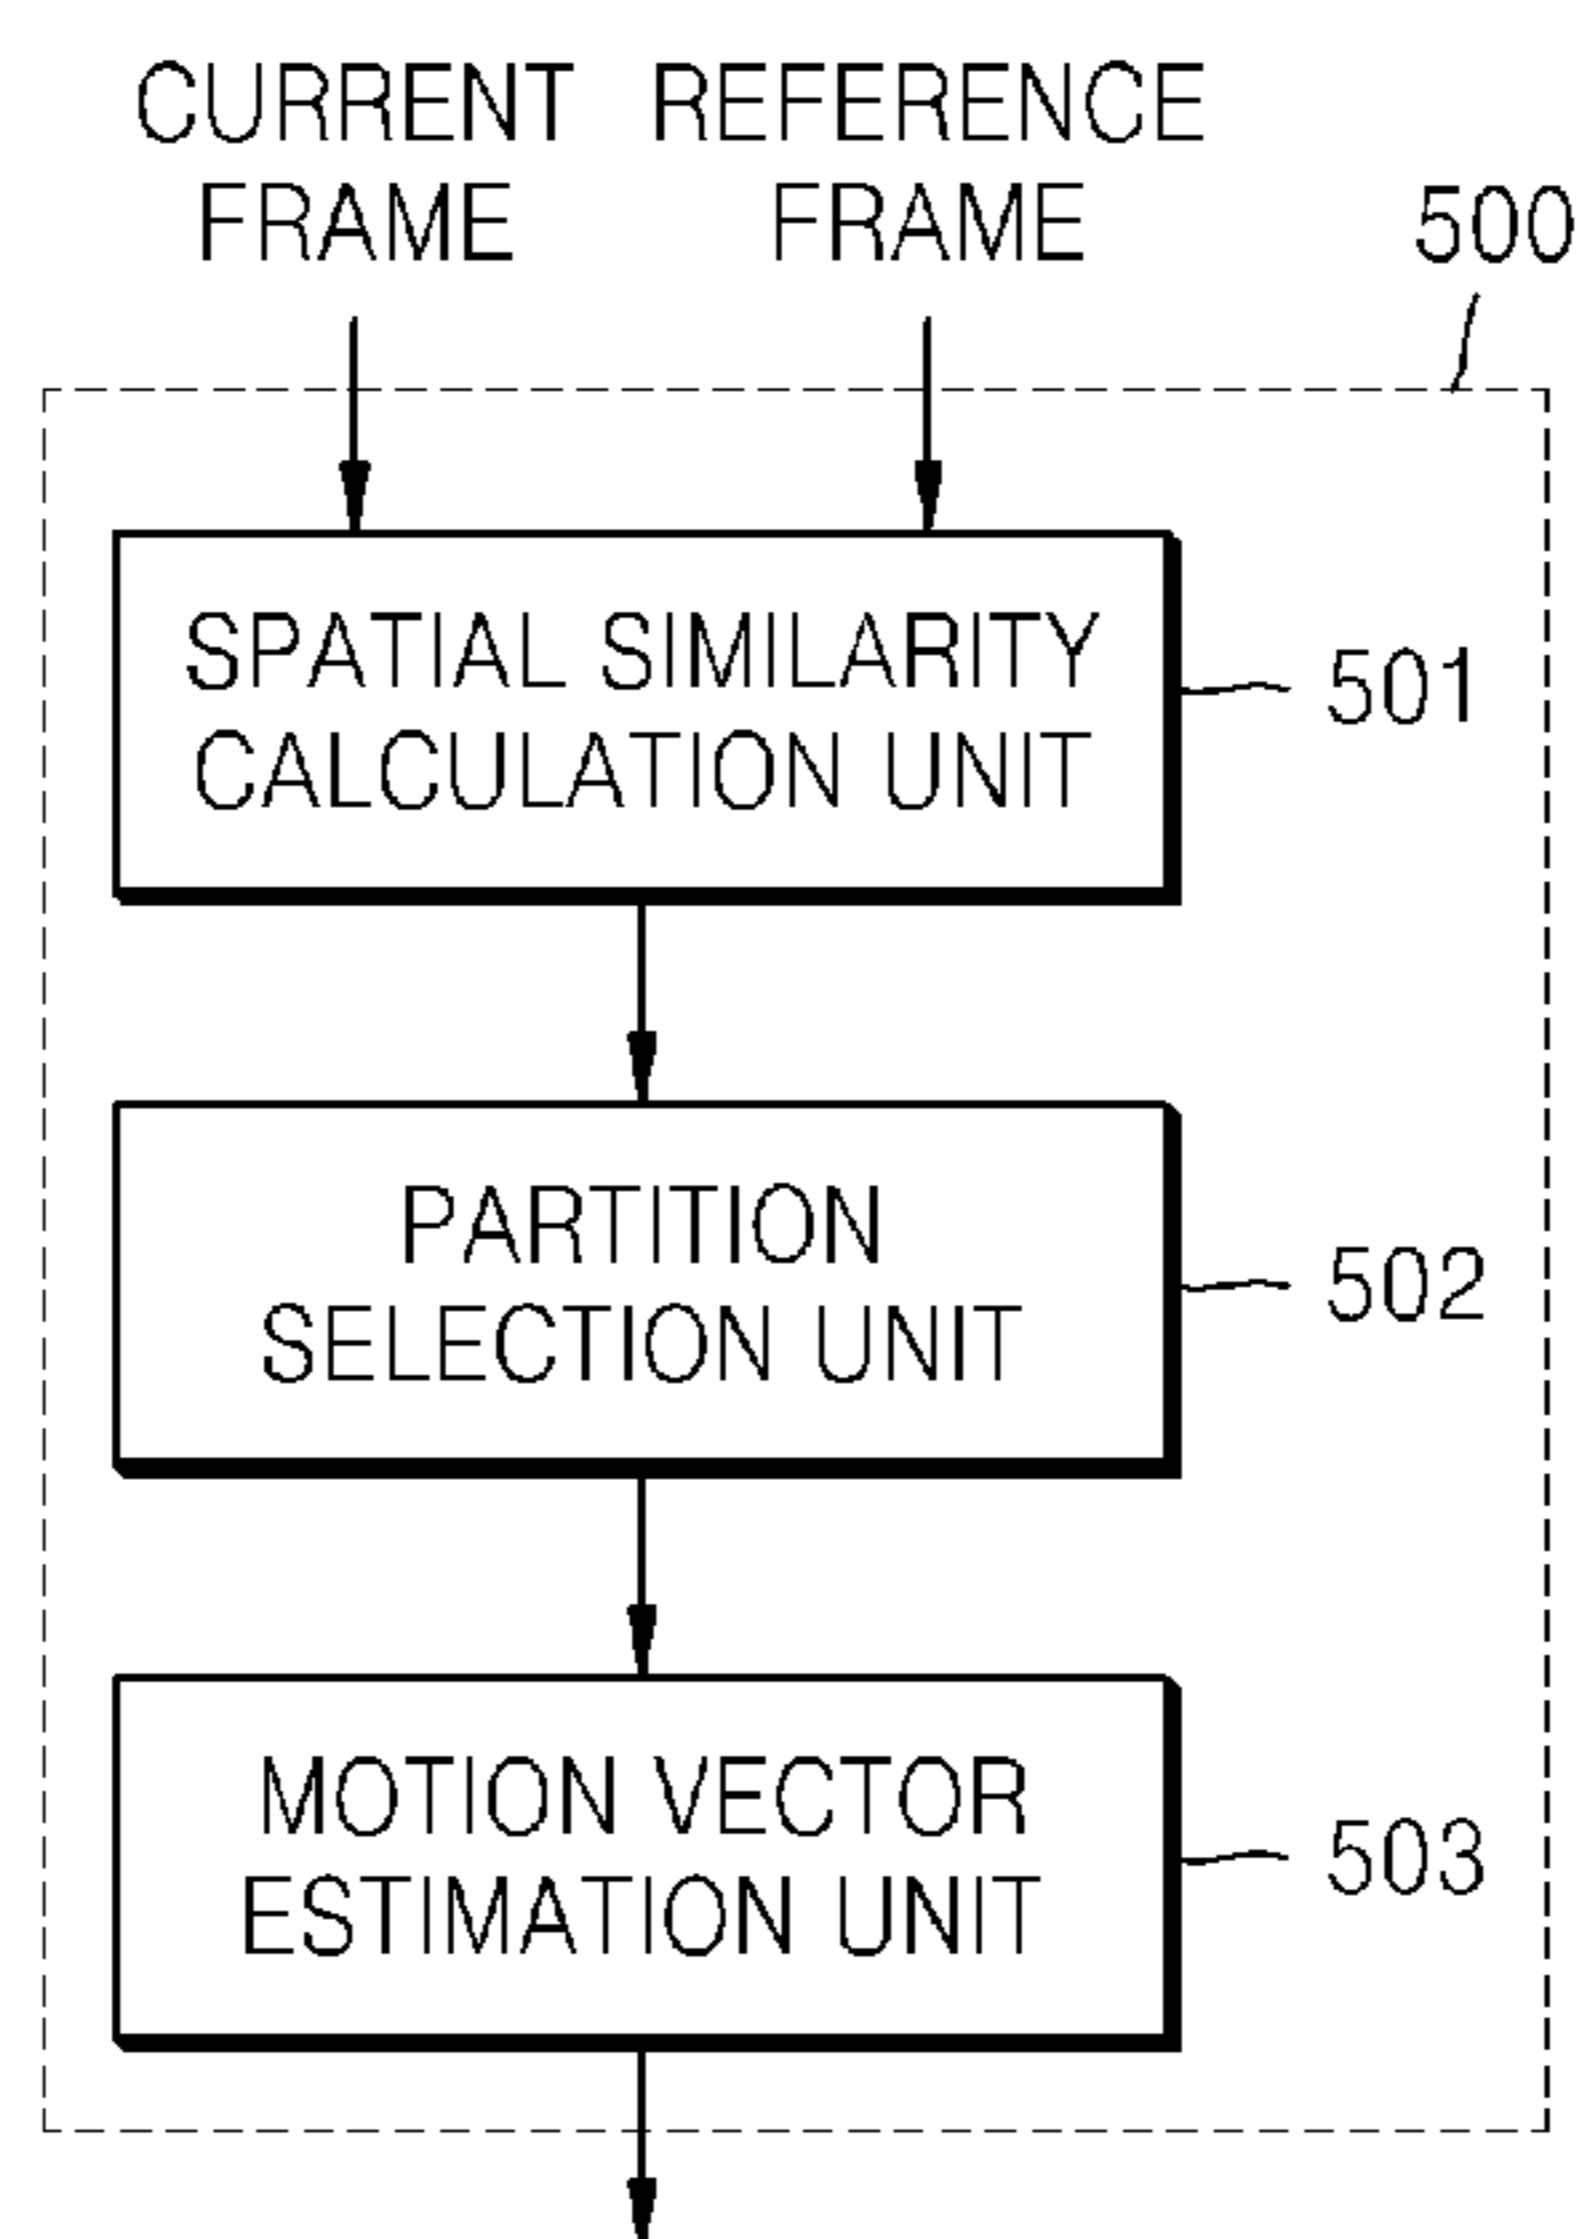 CURRENT REFERENCE
FRAME FRAME
500
SPATIAL SIMILARITY
CALCULATION UNIT
501
PARTITION
SELECTION UNIT
502
MOTION VECTOR
ESTIMATION UNIT
503